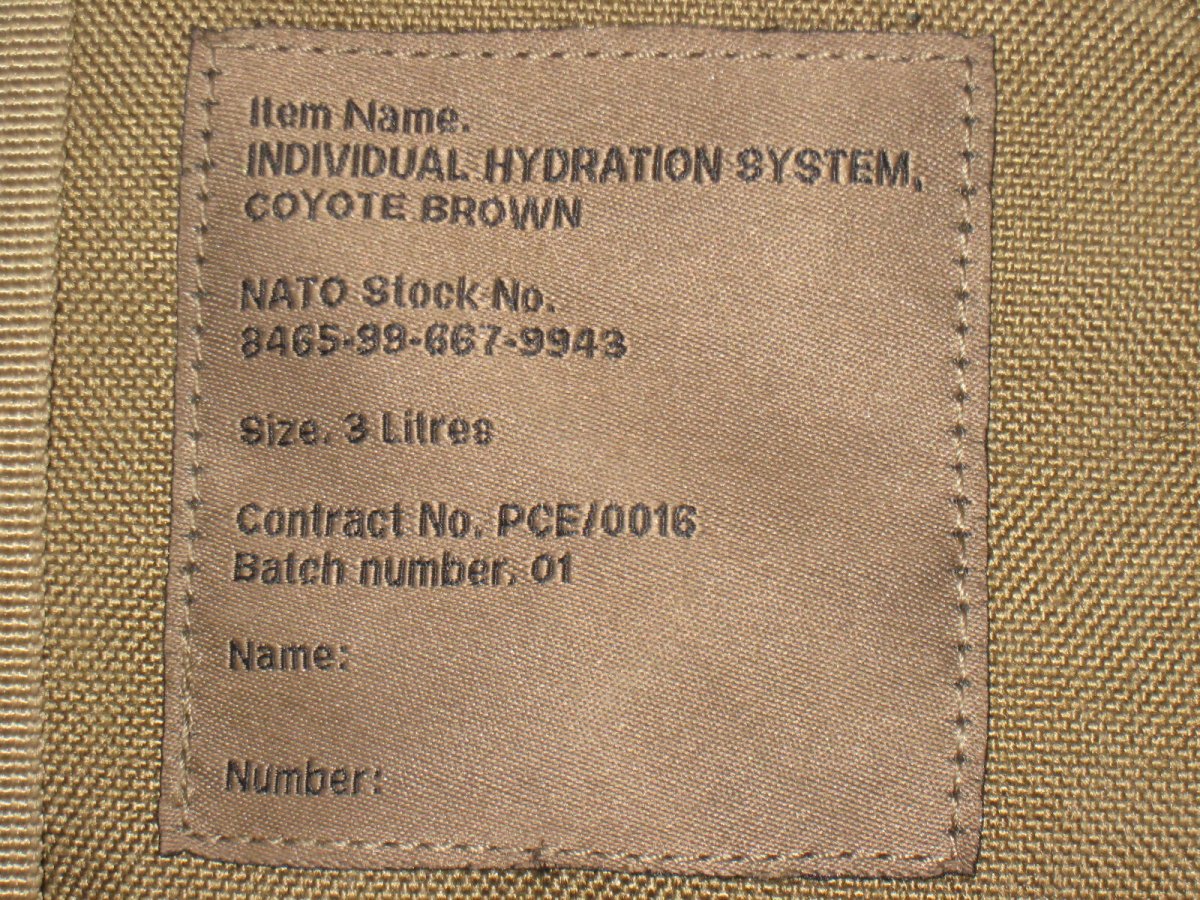 Item Name.
INDIVIDUAL HYDRATION SYSTEM,
COYOTE BROWN
NATO Stock No.
8465-99-667-9943
Size. 3 Litres
Contract No. PCE/0016
Batch number. 01
Name:
Number: